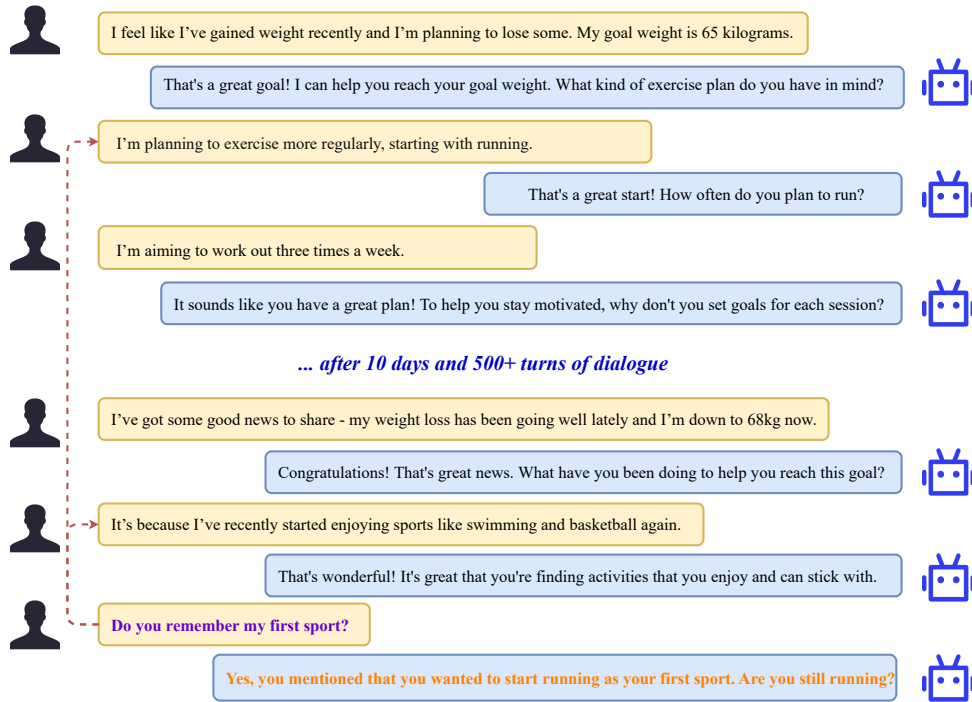 I feel like I've gained weight recently and I'm planning to lose some. My goal weight is 65 kilograms.
That's a great goal! I can help you reach your goal weight. What kind of exercise plan do you have in mind?
I'm planning to exercise more regularly, starting with running.
That's a great start! How often do you plan to run?
I'm aiming to work out three times a week.
It sounds like you have a great plan! To help you stay motivated, why don't you set goals for each session?
... after 10 days and 500+ turns of dialogue
I've got some good news to share - my weight loss has been going well lately and I'm down to 68kg now.
Congratulations! That's great news. What have you been doing to help you reach this goal?
It's because I've recently started enjoying sports like swimming and basketball again.
That's wonderful! It's great that you're finding activities that you enjoy and can stick with.
Do you remember my first sport?
Yes, you mentioned that you wanted to start running as your first sport. Are you still running?